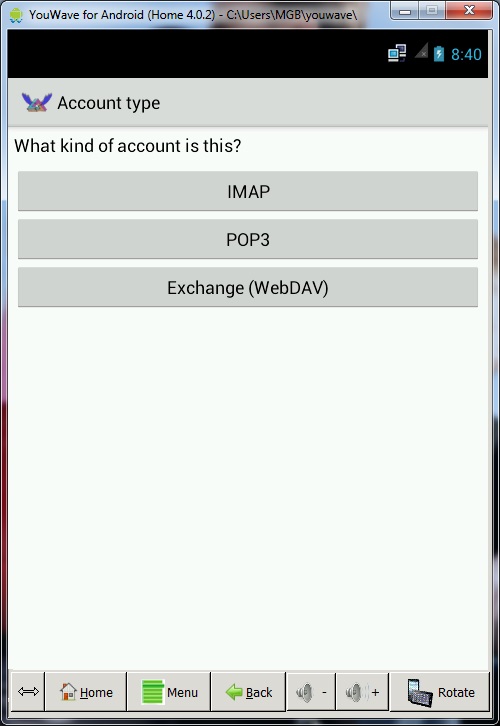 YouWave for Android (Home 4.0.2) - C:\Users\MGB\youwave\
8:40
Account type
What kind of account is this?
IMAP
POP3
Exchange (WebDAV)
Home Menu Back - + Rotate